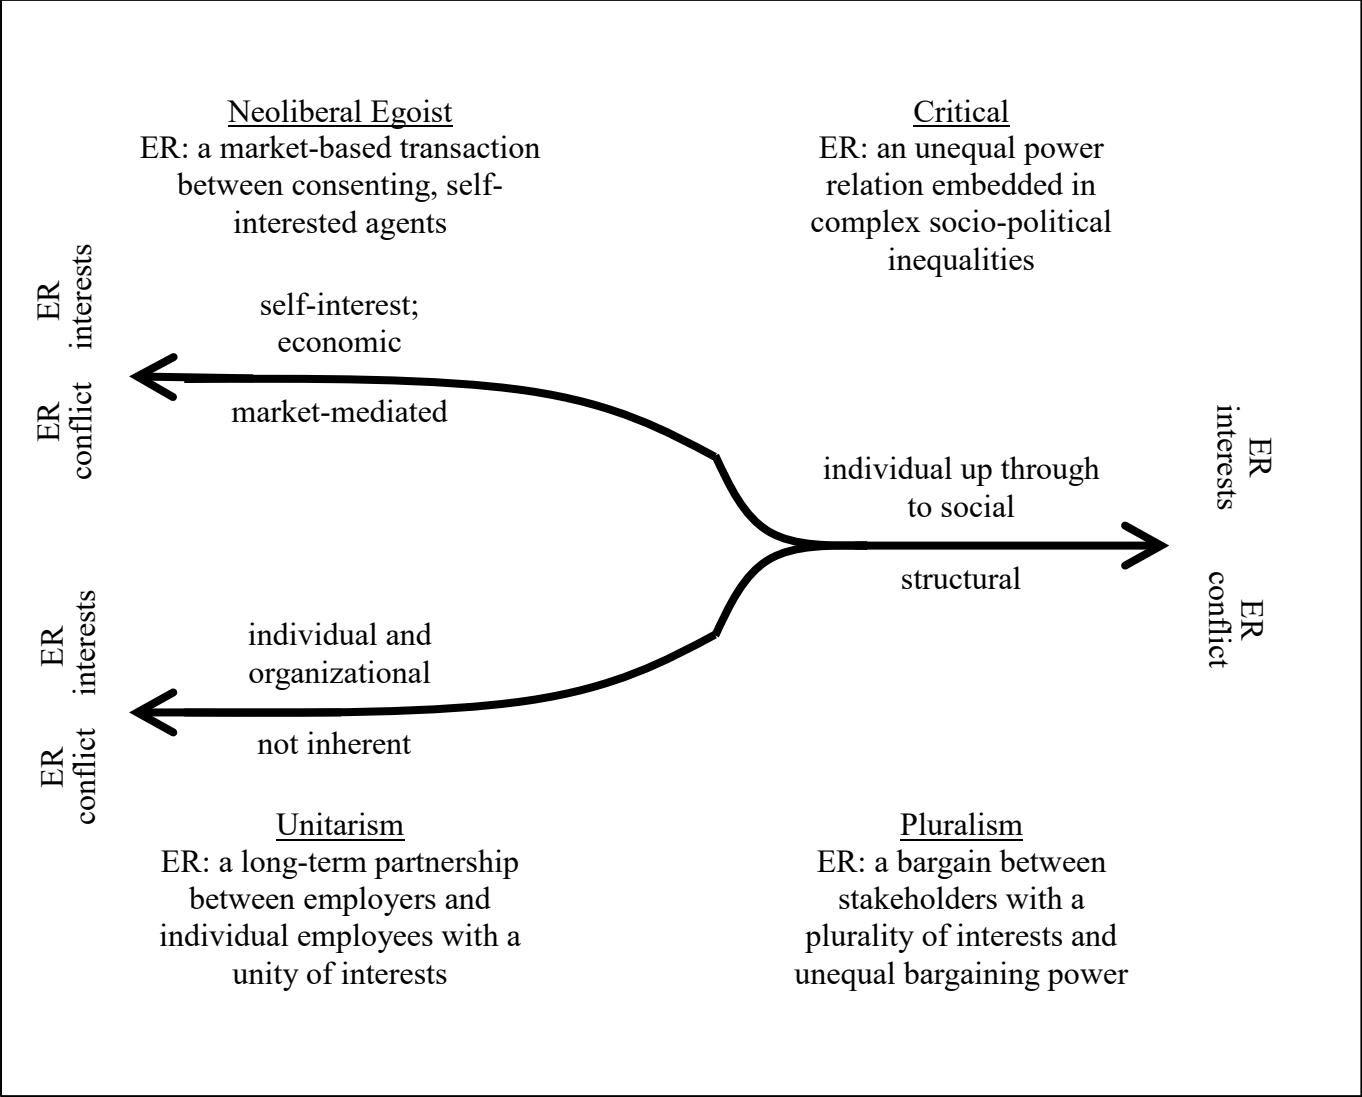 Neoliberal Egoist
ER: a market-based transaction
between consenting, self-
interested agents
Critical
ER: an unequal power
relation embedded in
complex socio-political
inequalities
ER
interests
self-interest;
economic
ER
conflict
market-mediated
individual up through
to social
ER
interests
structural
ER
conflict
ER
interests
individual and
organizational
ER
conflict
not inherent
Unitarism
ER: a long-term partnership
between employers and
individual employees with a
unity of interests
Pluralism
ER: a bargain between
stakeholders with a
plurality of interests and
unequal bargaining power